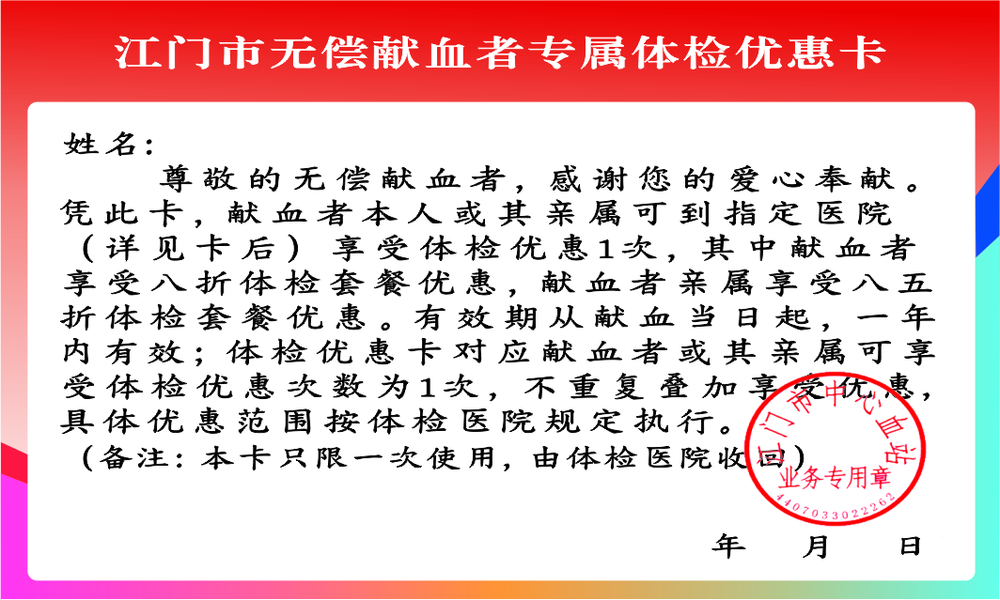 江门市无偿献血者专属体检优惠卡
姓名：
尊敬的无偿献血者，感谢您的爱心奉献。
凭此卡，献血者本人或其亲属可到指定医院
（详见卡后）享受体检优惠1次，其中献血者
享受八折体检套餐优惠，献血者亲属享受八五
折体检套餐优惠。有效期从献血当日起，一年
内有效；体检优惠卡对应献血者或其亲属可享
受体检优惠次数为1次，不重复叠加享受优惠，
具体优惠范围按体检医院规定执行。
（备注：本卡只限一次使用，由体检医院收回）
江门市中心血站
业务专用章
4407033022262
年 月 日